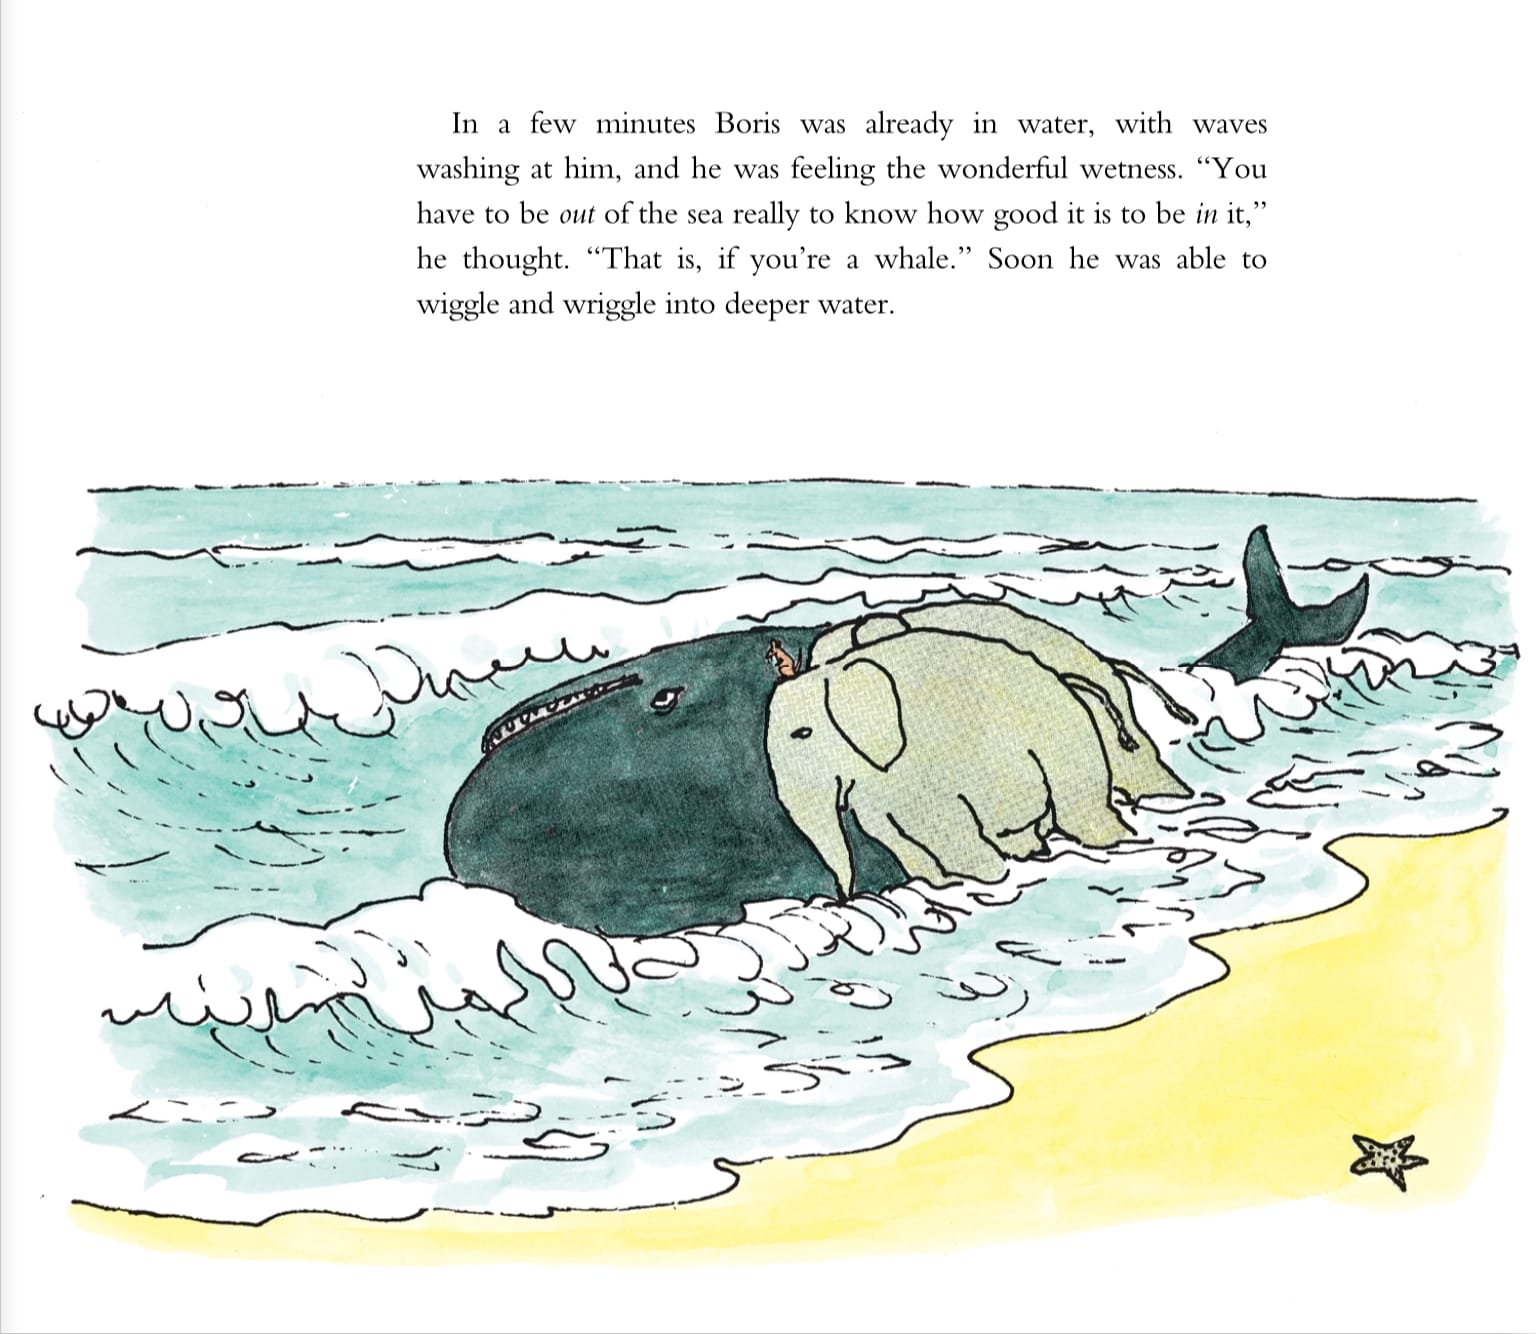 In a few minutes Boris was already in water, with waves
washing at him, and he was feeling the wonderful wetness. “You
have to be out of the sea really to know how good it is to be in it,”
he thought. “That is, if you’re a whale.” Soon he was able to
wiggle and wriggle into deeper water.